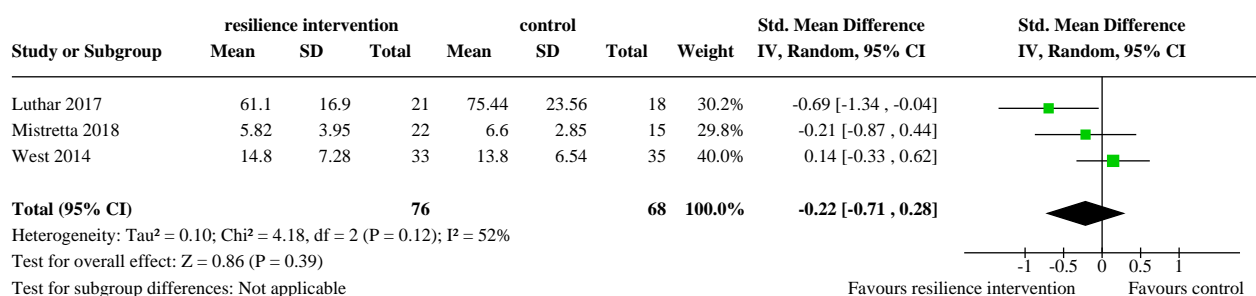 resilience intervention control Std. Mean Difference Std. Mean Difference
Study or Subgroup Mean SD Total Mean SD Total Weight IV, Random, 95% CI IV, Random, 95% CI
Luthar 2017 61.1 16.9 21 75.44 23.56 18 30.2% -0.69 [-1.34 , -0.04]
Mistretta 2018 5.82 3.95 22 6.6 2.85 15 29.8% -0.21 [-0.87 , 0.44]
West 2014 14.8 7.28 33 13.8 6.54 35 40.0% 0.14 [-0.33 , 0.62]
Total (95% CI) 76 68 100.0% -0.22 [-0.71 , 0.28]
Heterogeneity: Tau² = 0.10; Chi² = 4.18, df = 2 (P = 0.12); I² = 52%
Test for overall effect: Z = 0.86 (P = 0.39)
-1 -0.5 0 0.5 1
Test for subgroup differences: Not applicable Favours resilience intervention Favours control